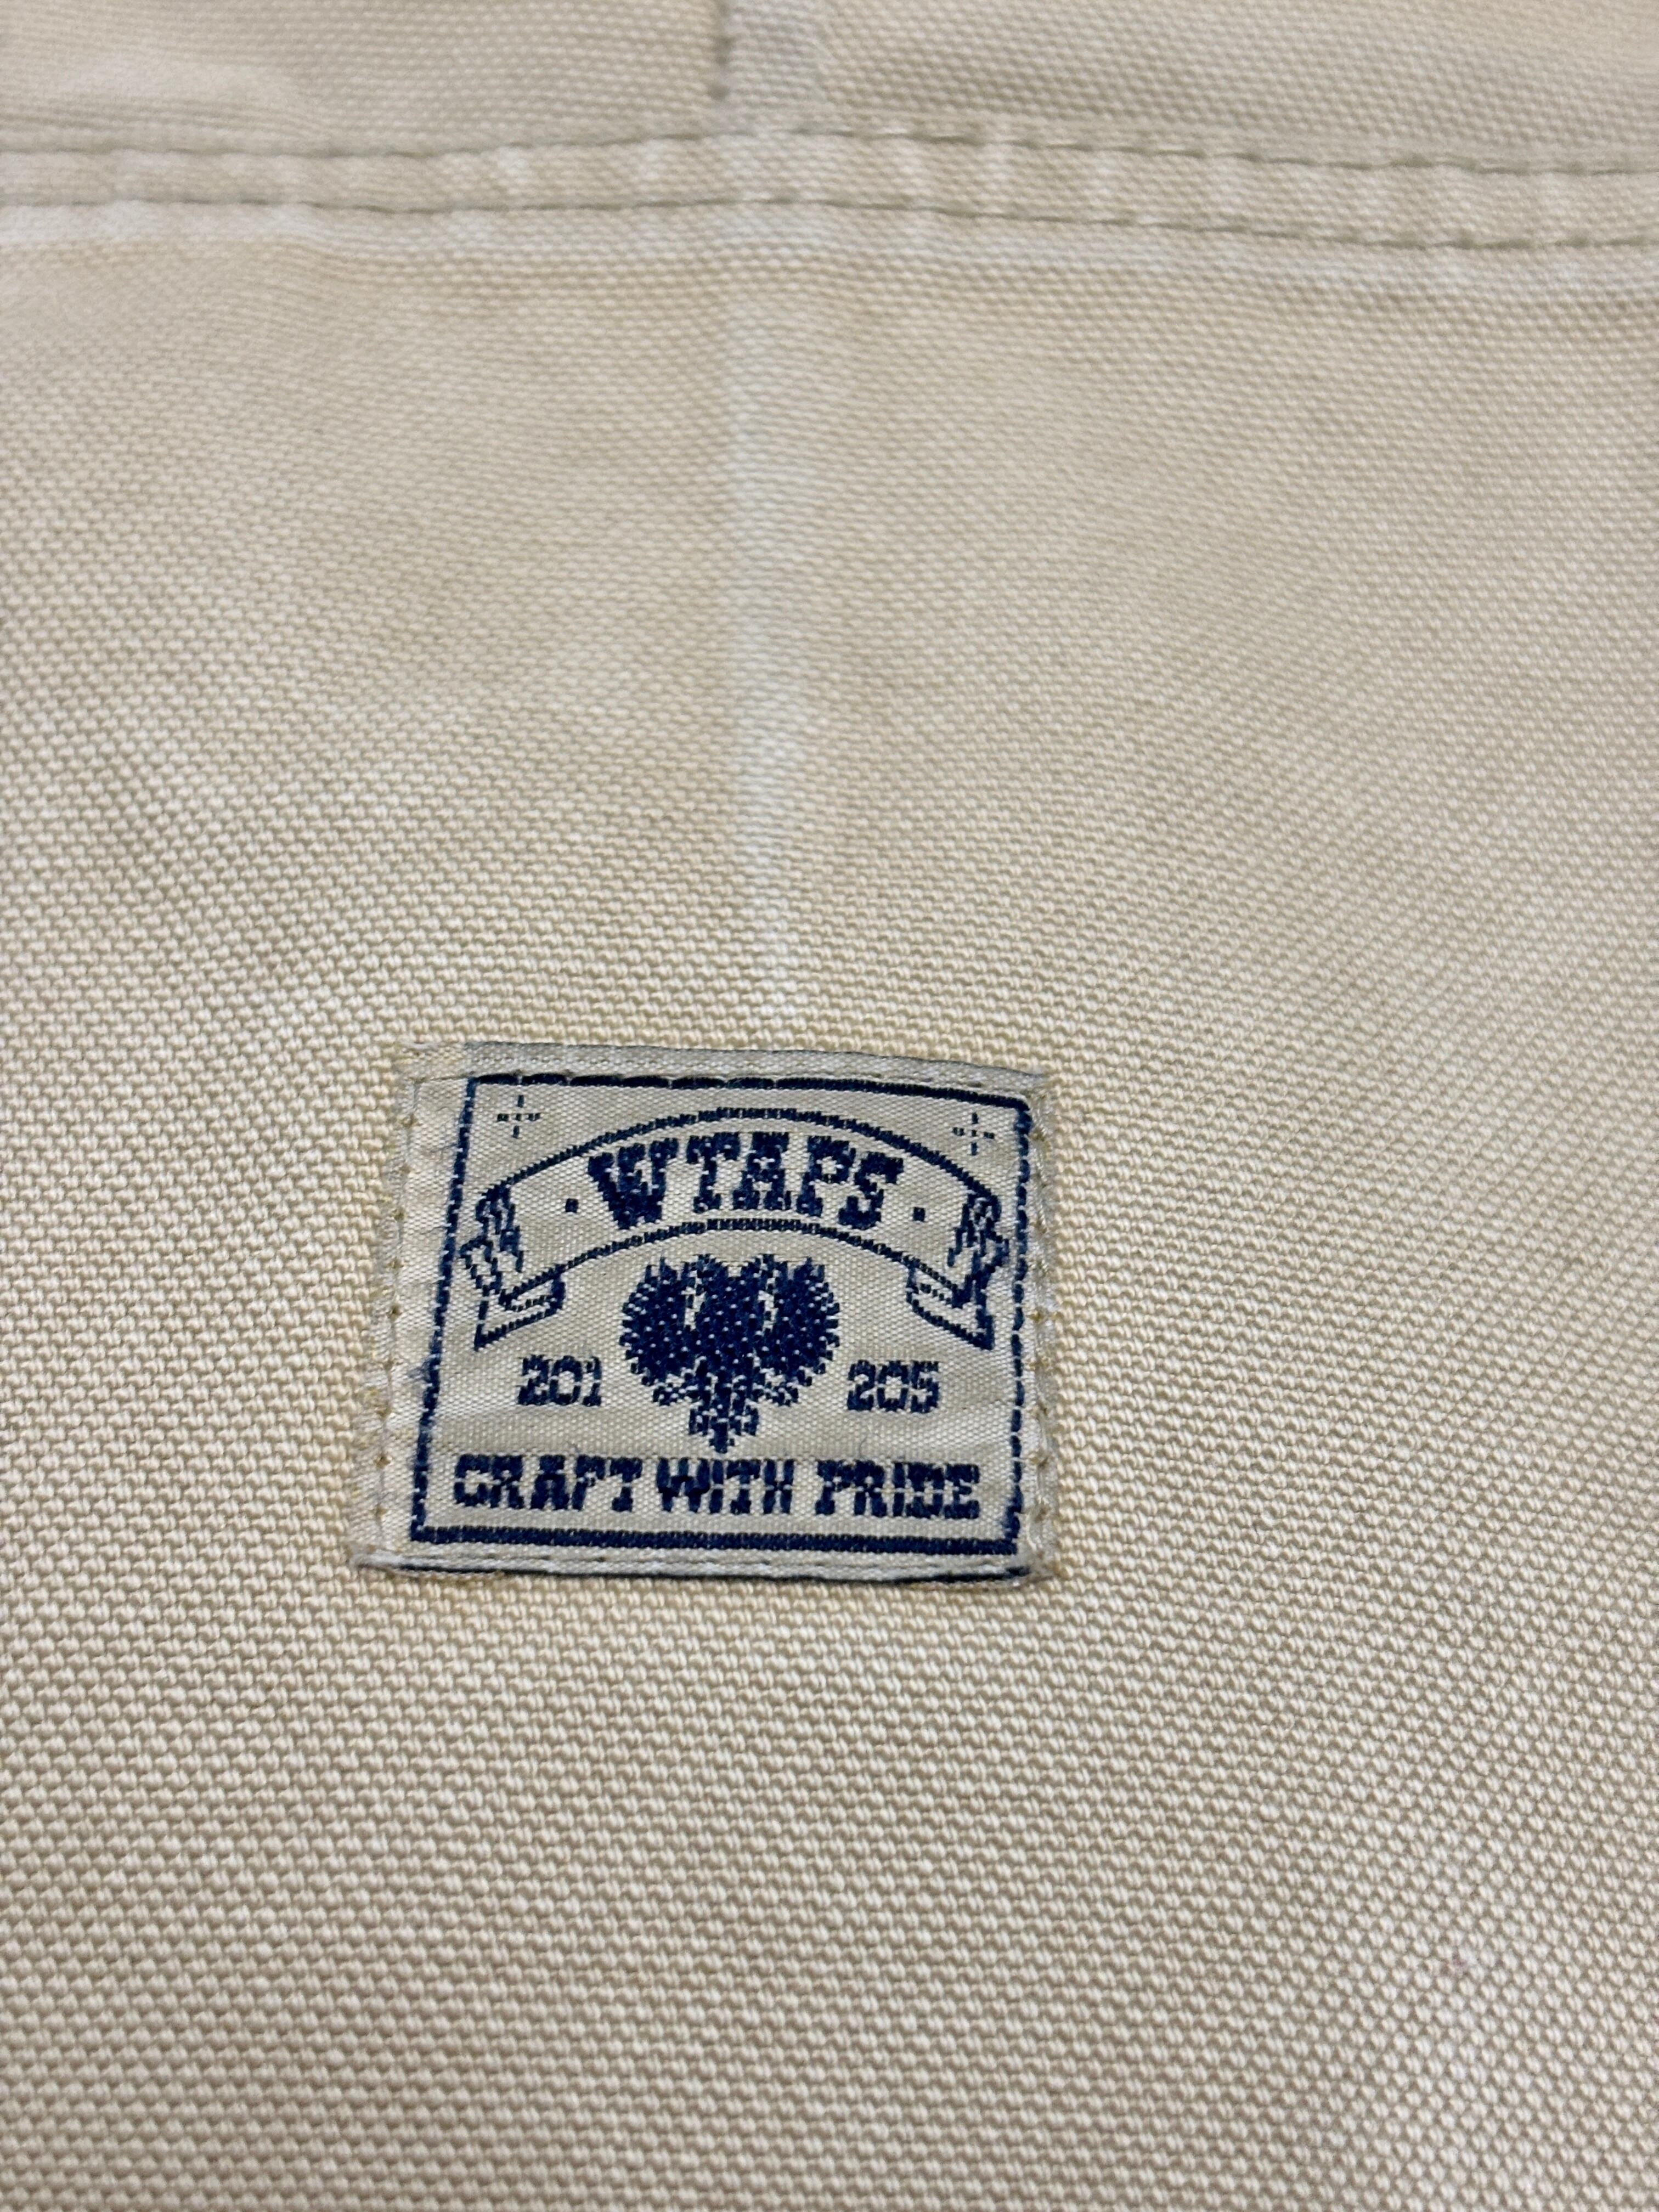 · WTAPS ·
201 205
CRAFT WITH PRIDE